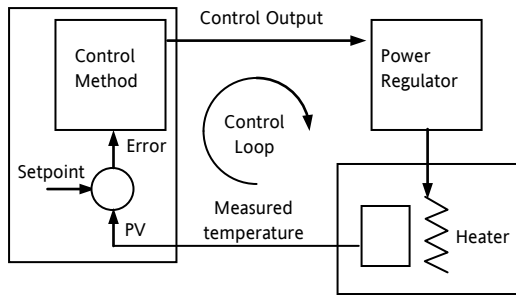 Control Output
Control
Method
Power
Regulator
Error
Control
Loop
Setpoint
PV
Measured
temperature
Heater